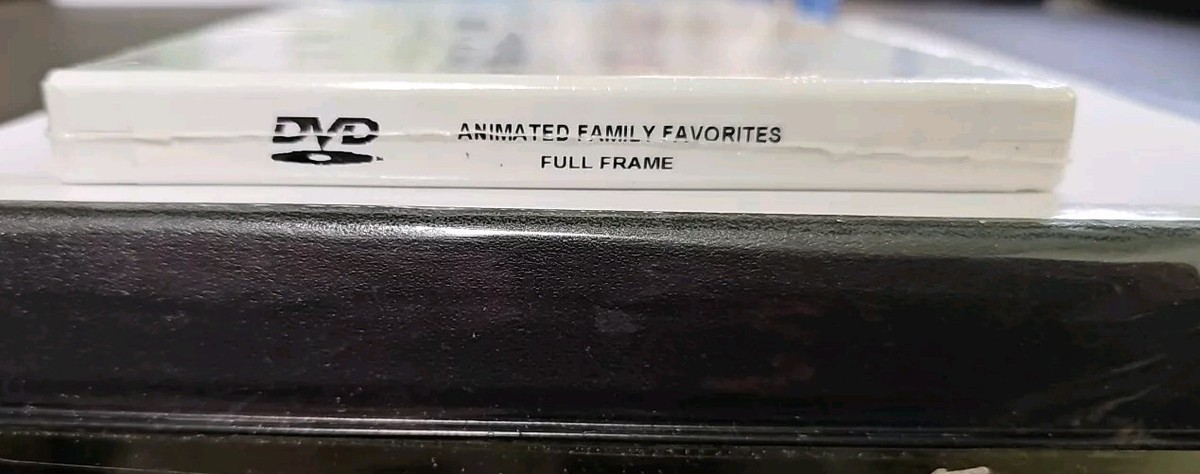 DVD
ANIMATED FAMILY FAVORITES
FULL FRAME